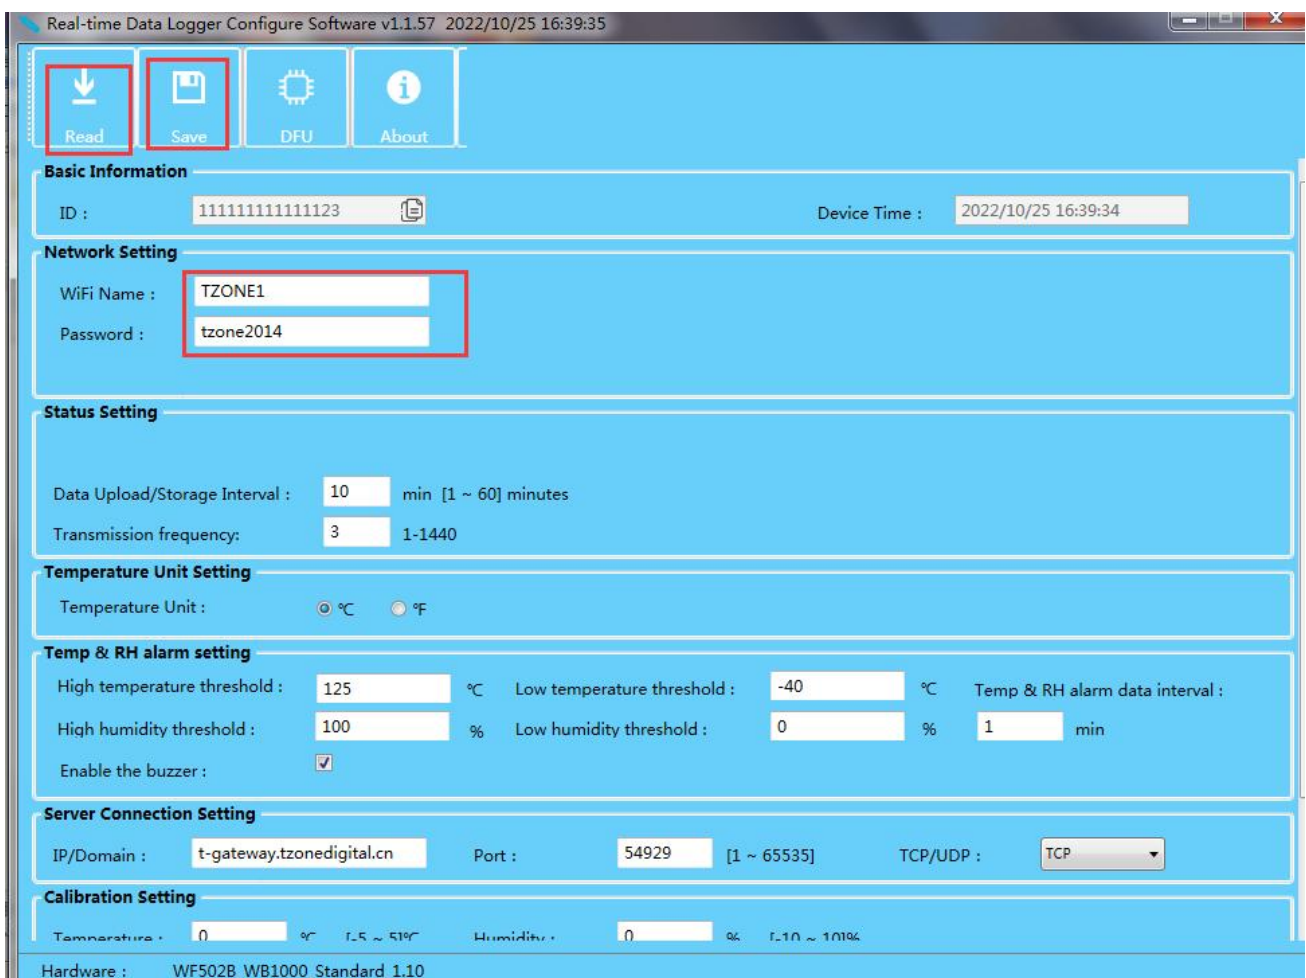 Real-time Data Logger Configure Software v1.1.57 2022/10/25 16:39:35
Read Save DFU About
Basic Information
ID : 111111111111123 Device Time : 2022/10/25 16:39:34
Network Setting
WiFi Name : TZONE1
Password : tzone2014
Status Setting
Data Upload/Storage Interval : 10 min [1 ~ 60] minutes
Transmission frequency: 3 1-1440
Temperature Unit Setting
Temperature Unit : ℃ ℉
Temp & RH alarm setting
High temperature threshold : 125 ℃ Low temperature threshold : -40 ℃ Temp & RH alarm data interval :
High humidity threshold : 100 % Low humidity threshold : 0 % 1 min
Enable the buzzer :
Server Connection Setting
IP/Domain : t-gateway.tzonedigital.cn Port : 54929 [1 ~ 65535] TCP/UDP : TCP
Calibration Setting
Temperature : 0 ℃ [-5 ~ 5]℃ Humidity : 0 % [-10 ~ 10]%
Hardware : WF502B WB1000 Standard 1.10